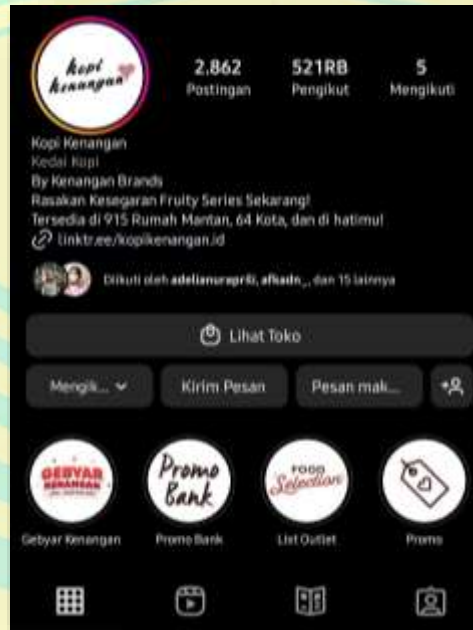 kopi
kenangan
2.862 521RB 5
Postingan Pengikut Mengikuti
Kopi Kenangan
Kedai Kopi
By Kenangan Brands
Rasakan Kesegaran Fruity Series Sekarang!
Tersedia di 915 Rumah Mantan, 64 Kota, dan di hatimu!
linktr.ee/kopikenangan.id
Diikuti oleh adelianurapril, afkadn_, dan 15 lainnya
Lihat Toko
Mengik... Kirim Pesan Pesan mak...
GEBYAR
KENANGAN
Promo
Bank
FOOD
Selection
Gebyar Kenangan Promo Bank List Outlet Promo